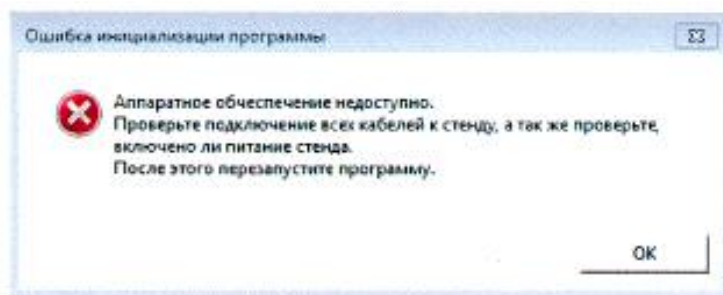 Ошибка инициализации программы
Аппаратное обчеспечение недоступно.
Проверьте подключение всех кабелей к стенду, а так же проверьте,
включено ли питание стенда.
После этого перезапустите программу.
OK